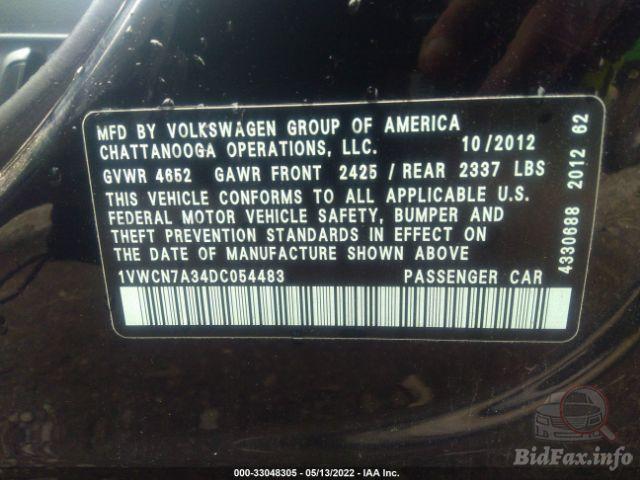 MFD BY VOLKSWAGEN GROUP OF AMERICA
CHATTANOOGA OPERATIONS, LLC. 10/2012
GVWR 4652 GAWR FRONT 2425 / REAR 2337 LBS
THIS VEHICLE CONFORMS TO ALL APPLICABLE U.S.
FEDERAL MOTOR VEHICLE SAFETY, BUMPER AND
THEFT PREVENTION STANDARDS IN EFFECT ON
THE DATE OF MANUFACTURE SHOWN ABOVE
1VWCN7A34DC054483 PASSENGER CAR
4330688 2012 62
BidFax.info
000-33048305 - 05/13/2022 - IAA Inc.